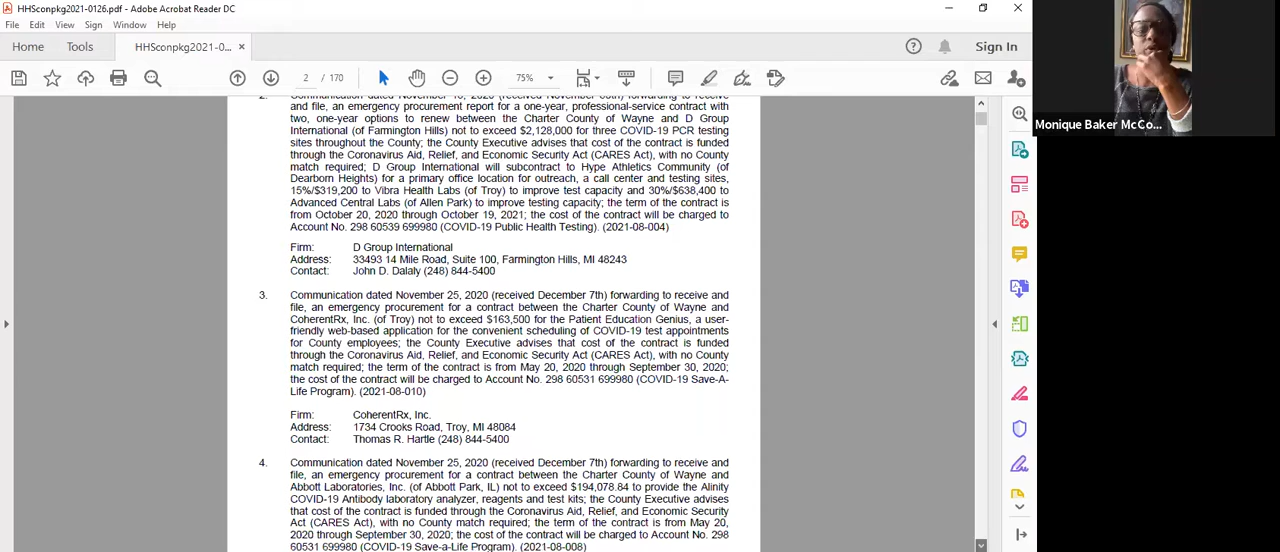 HHSconpkg2021-0126.pdf - Adobe Acrobat Reader DC
File Edit View Sign Window Help
Home Tools HHSconpkg2021-0... × Sign In
2 / 170 75%
2. Communication dated November 16, 2020 (received November 30th) forwarding to receive
and file, an emergency procurement report for a one-year, professional-service contract with
two, one-year options to renew between the Charter County of Wayne and D Group
International (of Farmington Hills) not to exceed $2,128,000 for three COVID-19 PCR testing
sites throughout the County; the County Executive advises that cost of the contract is funded
through the Coronavirus Aid, Relief, and Economic Security Act (CARES Act), with no County
match required; D Group International will subcontract to Hype Athletics Community (of
Dearborn Heights) for a primary office location for outreach, a call center and testing sites,
15%/$319,200 to Vibra Health Labs (of Troy) to improve test capacity and 30%/$638,400 to
Advanced Central Labs (of Allen Park) to improve testing capacity; the term of the contract is
from October 20, 2020 through October 19, 2021; the cost of the contract will be charged to
Account No. 298 60539 699980 (COVID-19 Public Health Testing). (2021-08-004)
Firm: D Group International
Address: 33493 14 Mile Road, Suite 100, Farmington Hills, MI 48243
Contact: John D. Dalaly (248) 844-5400
3. Communication dated November 25, 2020 (received December 7th) forwarding to receive and
file, an emergency procurement for a contract between the Charter County of Wayne and
CoherentRx, Inc. (of Troy) not to exceed $163,500 for the Patient Education Genius, a user-
friendly web-based application for the convenient scheduling of COVID-19 test appointments
for County employees; the County Executive advises that cost of the contract is funded
through the Coronavirus Aid, Relief, and Economic Security Act (CARES Act), with no County
match required; the term of the contract is from May 20, 2020 through September 30, 2020;
the cost of the contract will be charged to Account No. 298 60531 699980 (COVID-19 Save-A-
Life Program). (2021-08-010)
Firm: CoherentRx, Inc.
Address: 1734 Crooks Road, Troy, MI 48084
Contact: Thomas R. Hartle (248) 844-5400
4. Communication dated November 25, 2020 (received December 7th) forwarding to receive and
file, an emergency procurement for a contract between the Charter County of Wayne and
Abbott Laboratories, Inc. (of Abbott Park, IL) not to exceed $194,078.84 to provide the Alinity
COVID-19 Antibody laboratory analyzer, reagents and test kits; the County Executive advises
that cost of the contract is funded through the Coronavirus Aid, Relief, and Economic Security
Act (CARES Act), with no County match required; the term of the contract is from May 20,
2020 through September 30, 2020; the cost of the contract will be charged to Account No. 298
60531 699980 (COVID-19 Save-a-Life Program). (2021-08-008)
Monique Baker McCo...